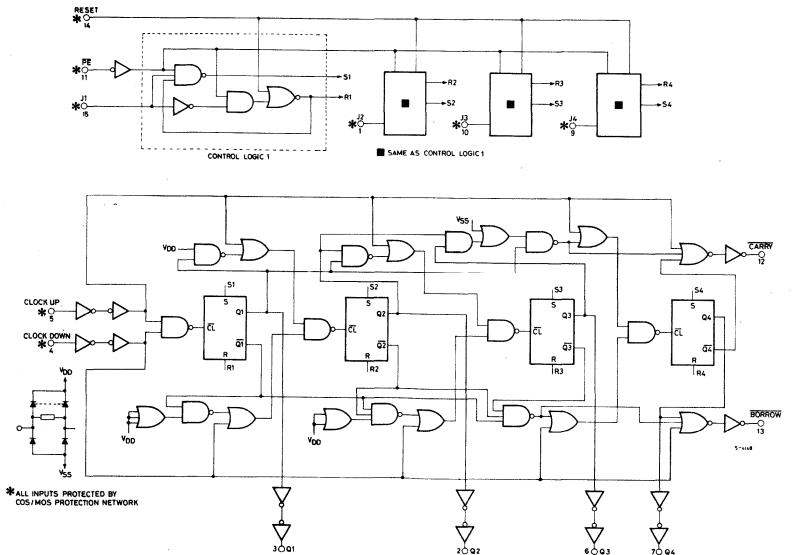 RESET
* 14
PE
* 11
J1
* 15
S1
R1
CONTROL LOGIC 1
R2
S2
J2
* 1
R3
S3
J3
* 10
R4
S4
J4
* 9
■ SAME AS CONTROL LOGIC 1
VDD
VSS
CARRY
12
CLOCK UP
* 5
CLOCK DOWN
* 4
S1
S
CL
Q1
Q1
R
R1
S2
S
CL
Q2
Q2
R
R2
S3
S
CL
Q3
Q3
R
R3
S4
S
CL
Q4
Q4
R
R4
VDD
VSS
VDD
VDD
BORROW
13
S-4148
* ALL INPUTS PROTECTED BY
COS/MOS PROTECTION NETWORK
3 Q1
2 Q2
6 Q3
7 Q4